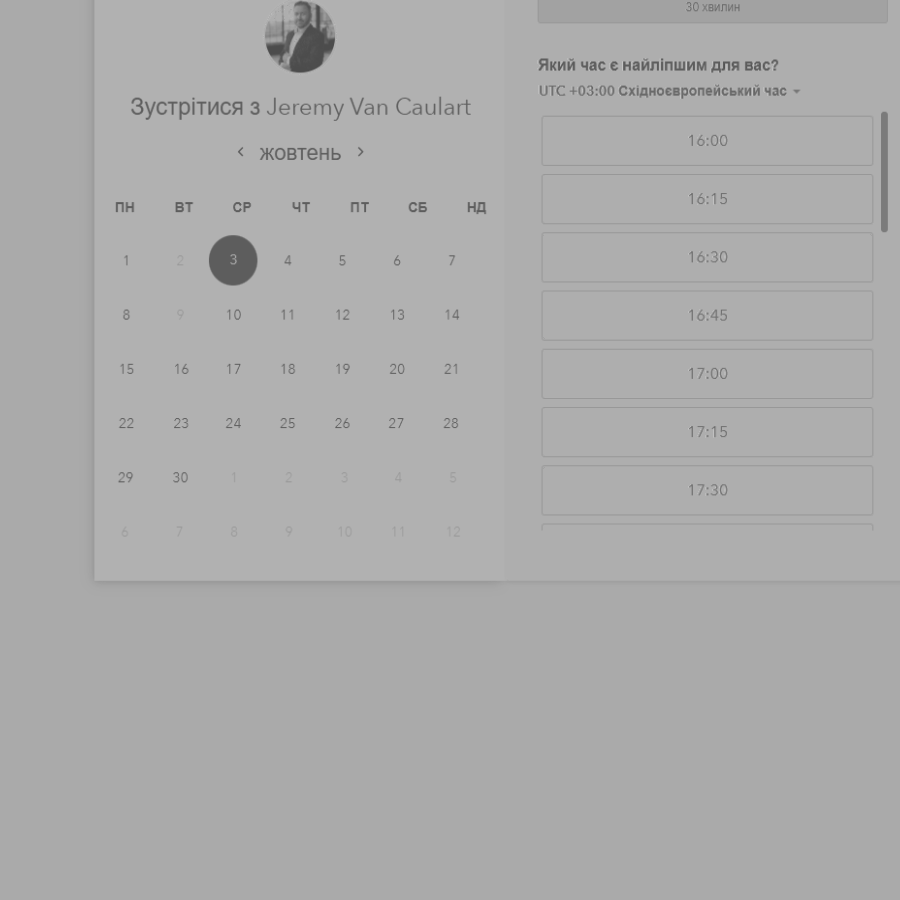 Зустрітися з Jeremy Van Caulart
жовтень
ПН ВТ СР ЧТ ПТ СБ НД
1 2 3 4 5 6 7
8 9 10 11 12 13 14
15 16 17 18 19 20 21
22 23 24 25 26 27 28
29 30 1 2 3 4 5
6 7 8 9 10 11 12
30 хвилин
Який час є найліпшим для вас?
UTC +03:00 Східноєвропейський час
16:00
16:15
16:30
16:45
17:00
17:15
17:30